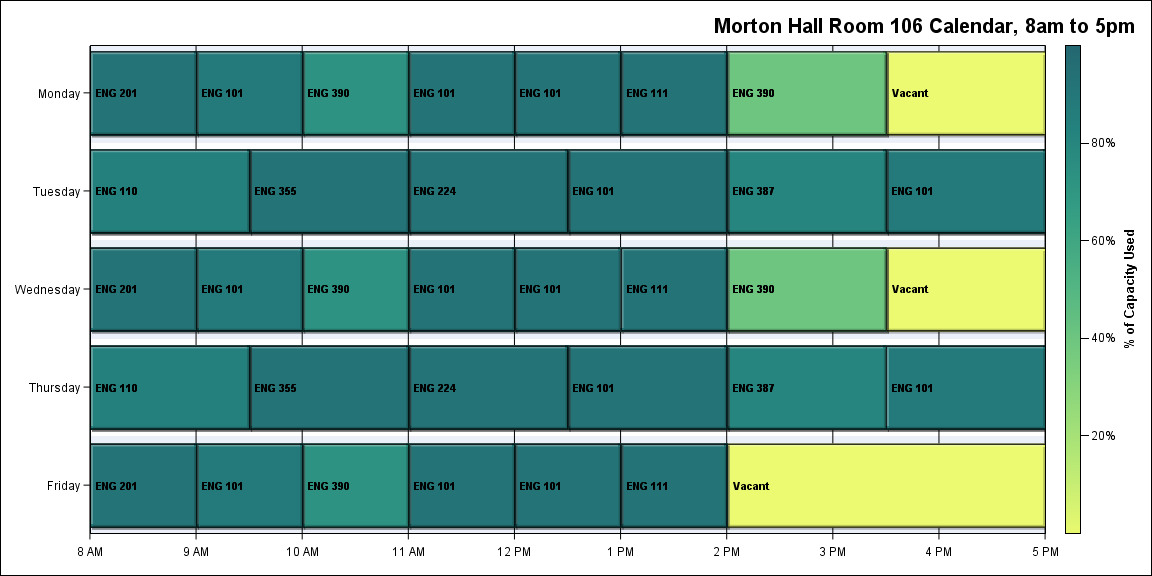 Morton Hall Room 106 Calendar, 8am to 5pm
Monday
ENG 201
ENG 101
ENG 390
ENG 101
ENG 101
ENG 111
ENG 390
Vacant
Tuesday
ENG 110
ENG 355
ENG 224
ENG 101
ENG 387
ENG 101
Wednesday
ENG 201
ENG 101
ENG 390
ENG 101
ENG 101
ENG 111
ENG 390
Vacant
Thursday
ENG 110
ENG 355
ENG 224
ENG 101
ENG 387
ENG 101
Friday
ENG 201
ENG 101
ENG 390
ENG 101
ENG 101
ENG 111
Vacant
8 AM
9 AM
10 AM
11 AM
12 PM
1 PM
2 PM
3 PM
4 PM
5 PM
80%
60%
40%
20%
% of Capacity Used